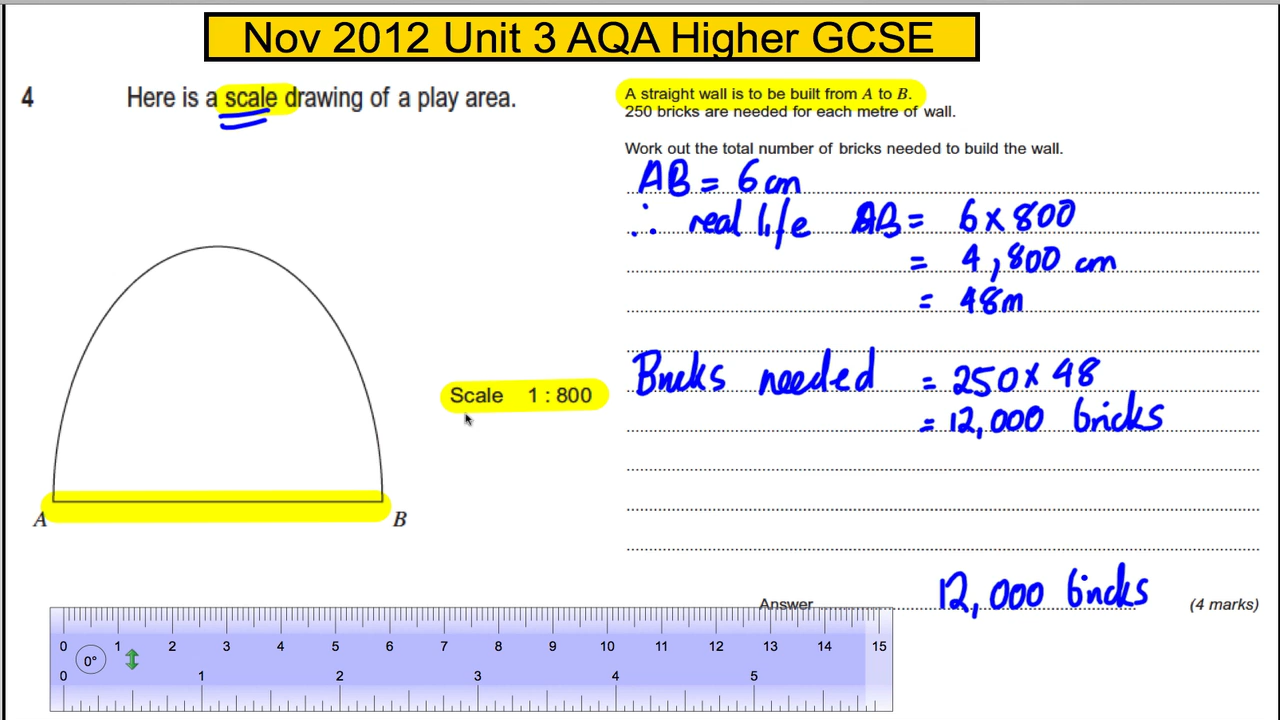 Nov 2012 Unit 3 AQA Higher GCSE
4 Here is a scale drawing of a play area.
A B
Scale 1 : 800
A straight wall is to be built from A to B.
250 bricks are needed for each metre of wall.
Work out the total number of bricks needed to build the wall.
AB = 6 cm
∴ real life AB = 6 × 800
= 4,800 cm
= 48m
Bricks needed = 250 × 48
= 12,000 bricks
Answer 12,000 bricks (4 marks)
0 1 2 3 4 5 6 7 8 9 10 11 12 13 14 15
0°
0 1 2 3 4 5